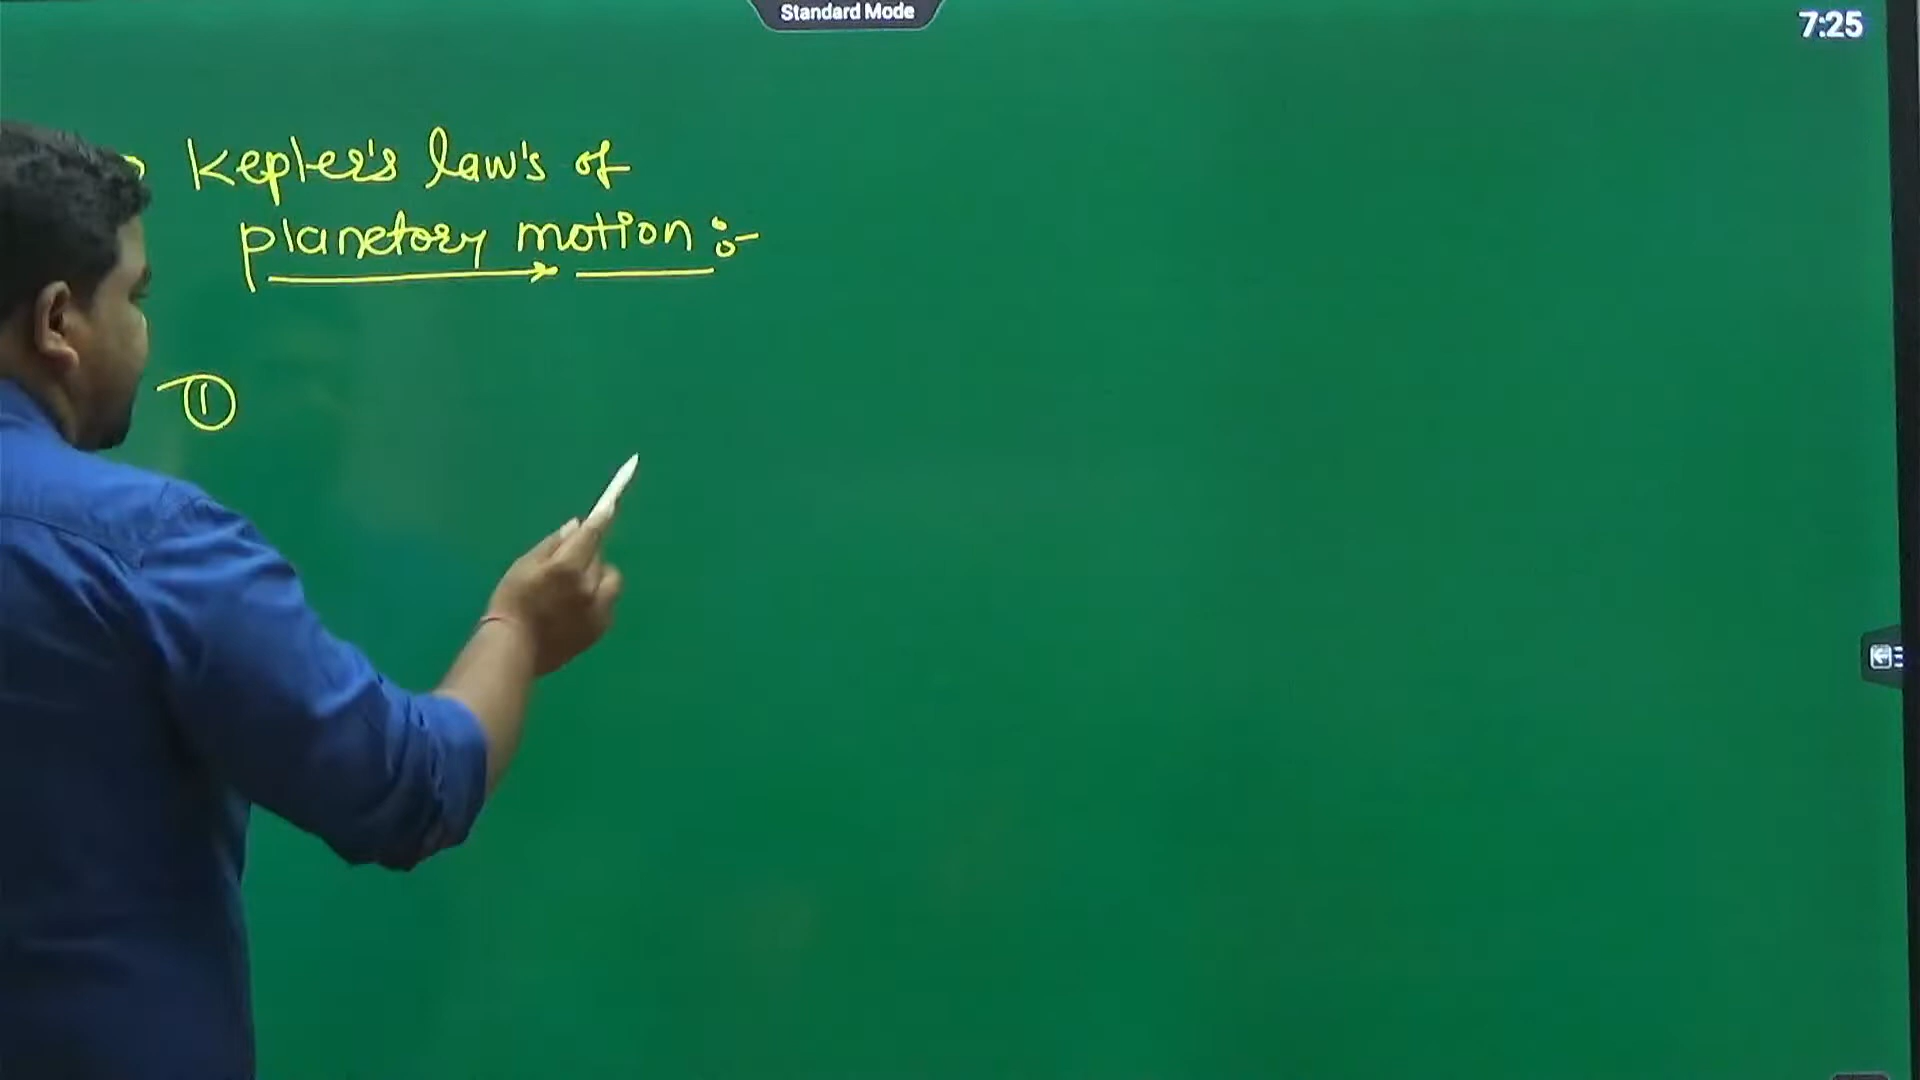 Standard Mode
7:25
Kepler's law's of
planetory motion :-
①